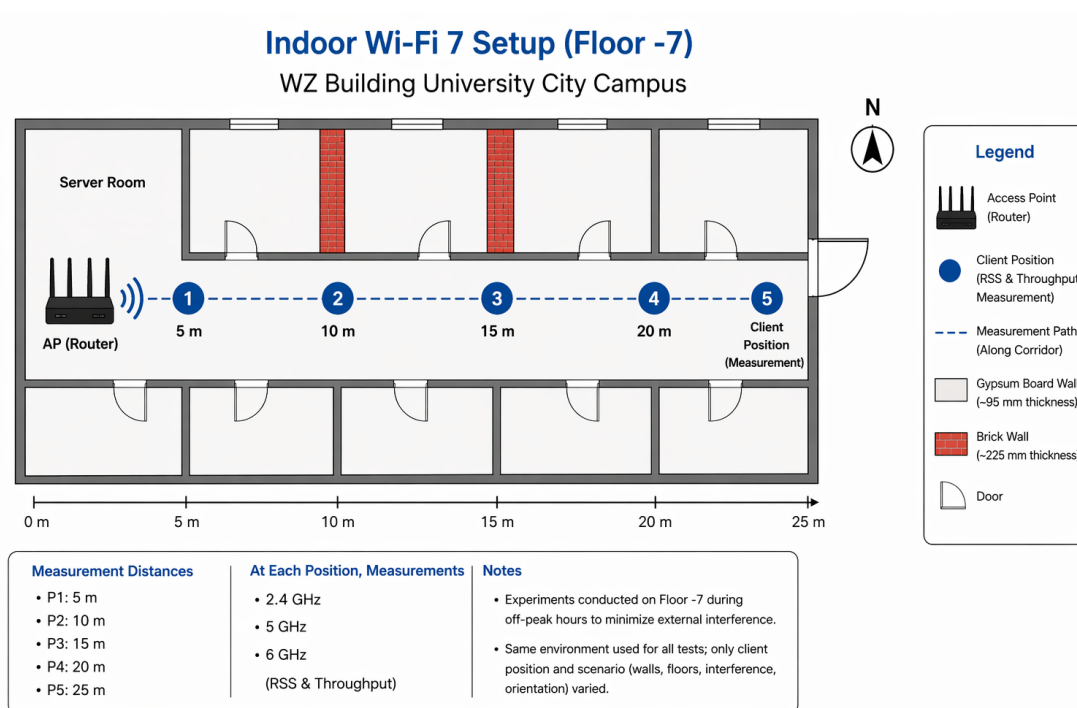 Indoor Wi-Fi 7 Setup (Floor -7)
WZ Building University City Campus
N
Server Room
AP (Router)
1
2
3
4
5
5 m
10 m
15 m
20 m
Client
Position
(Measurement)
0 m
5 m
10 m
15 m
20 m
25 m
Legend
Access Point
(Router)
Client Position
(RSS & Throughput
Measurement)
Measurement Path
(Along Corridor)
Gypsum Board Wall
(~95 mm thickness)
Brick Wall
(~225 mm thickness
Door
Measurement Distances
• P1: 5 m
• P2: 10 m
• P3: 15 m
• P4: 20 m
• P5: 25 m
At Each Position, Measurements
• 2.4 GHz
• 5 GHz
• 6 GHz
(RSS & Throughput)
Notes
• Experiments conducted on Floor -7 during
off-peak hours to minimize external interference.
• Same environment used for all tests; only client
position and scenario (walls, floors, interference,
orientation) varied.